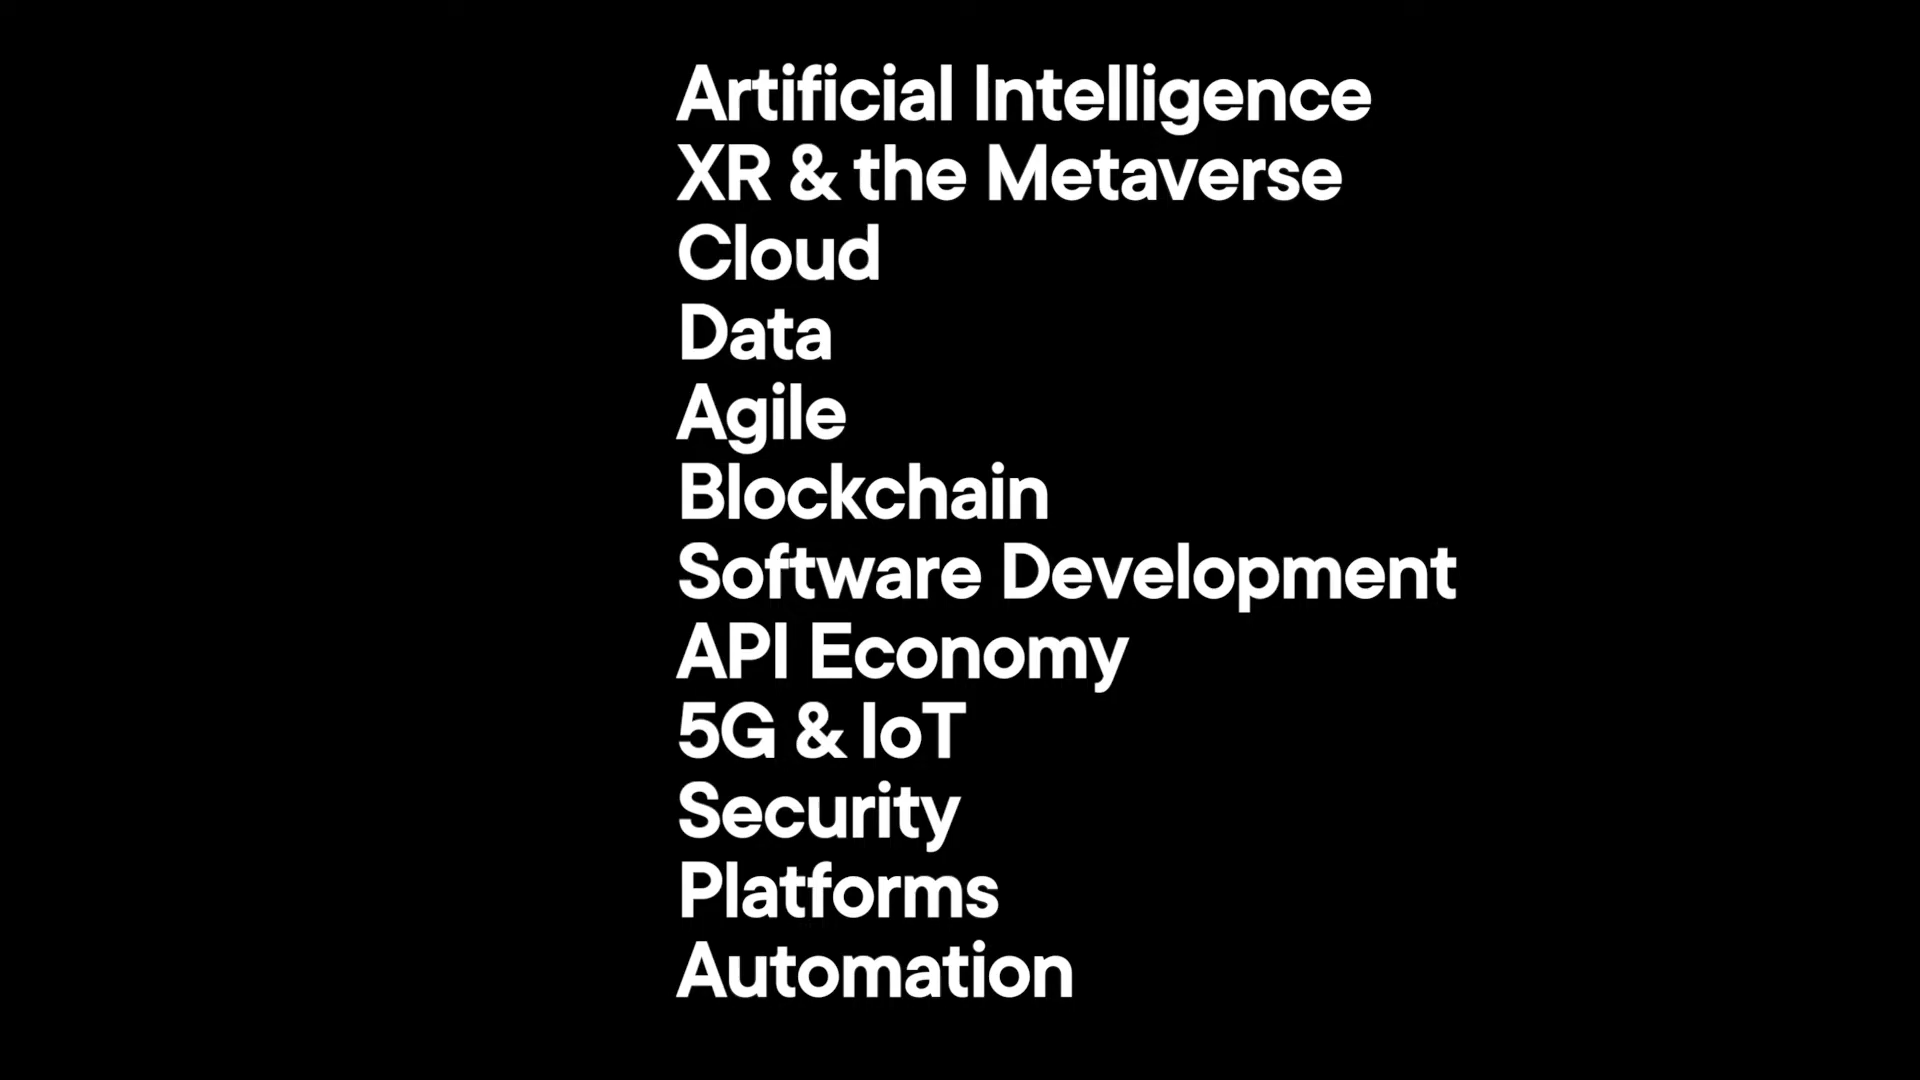 Artificial Intelligence
XR & the Metaverse
Cloud
Data
Agile
Blockchain
Software Development
API Economy
5G & IoT
Security
Platforms
Automation